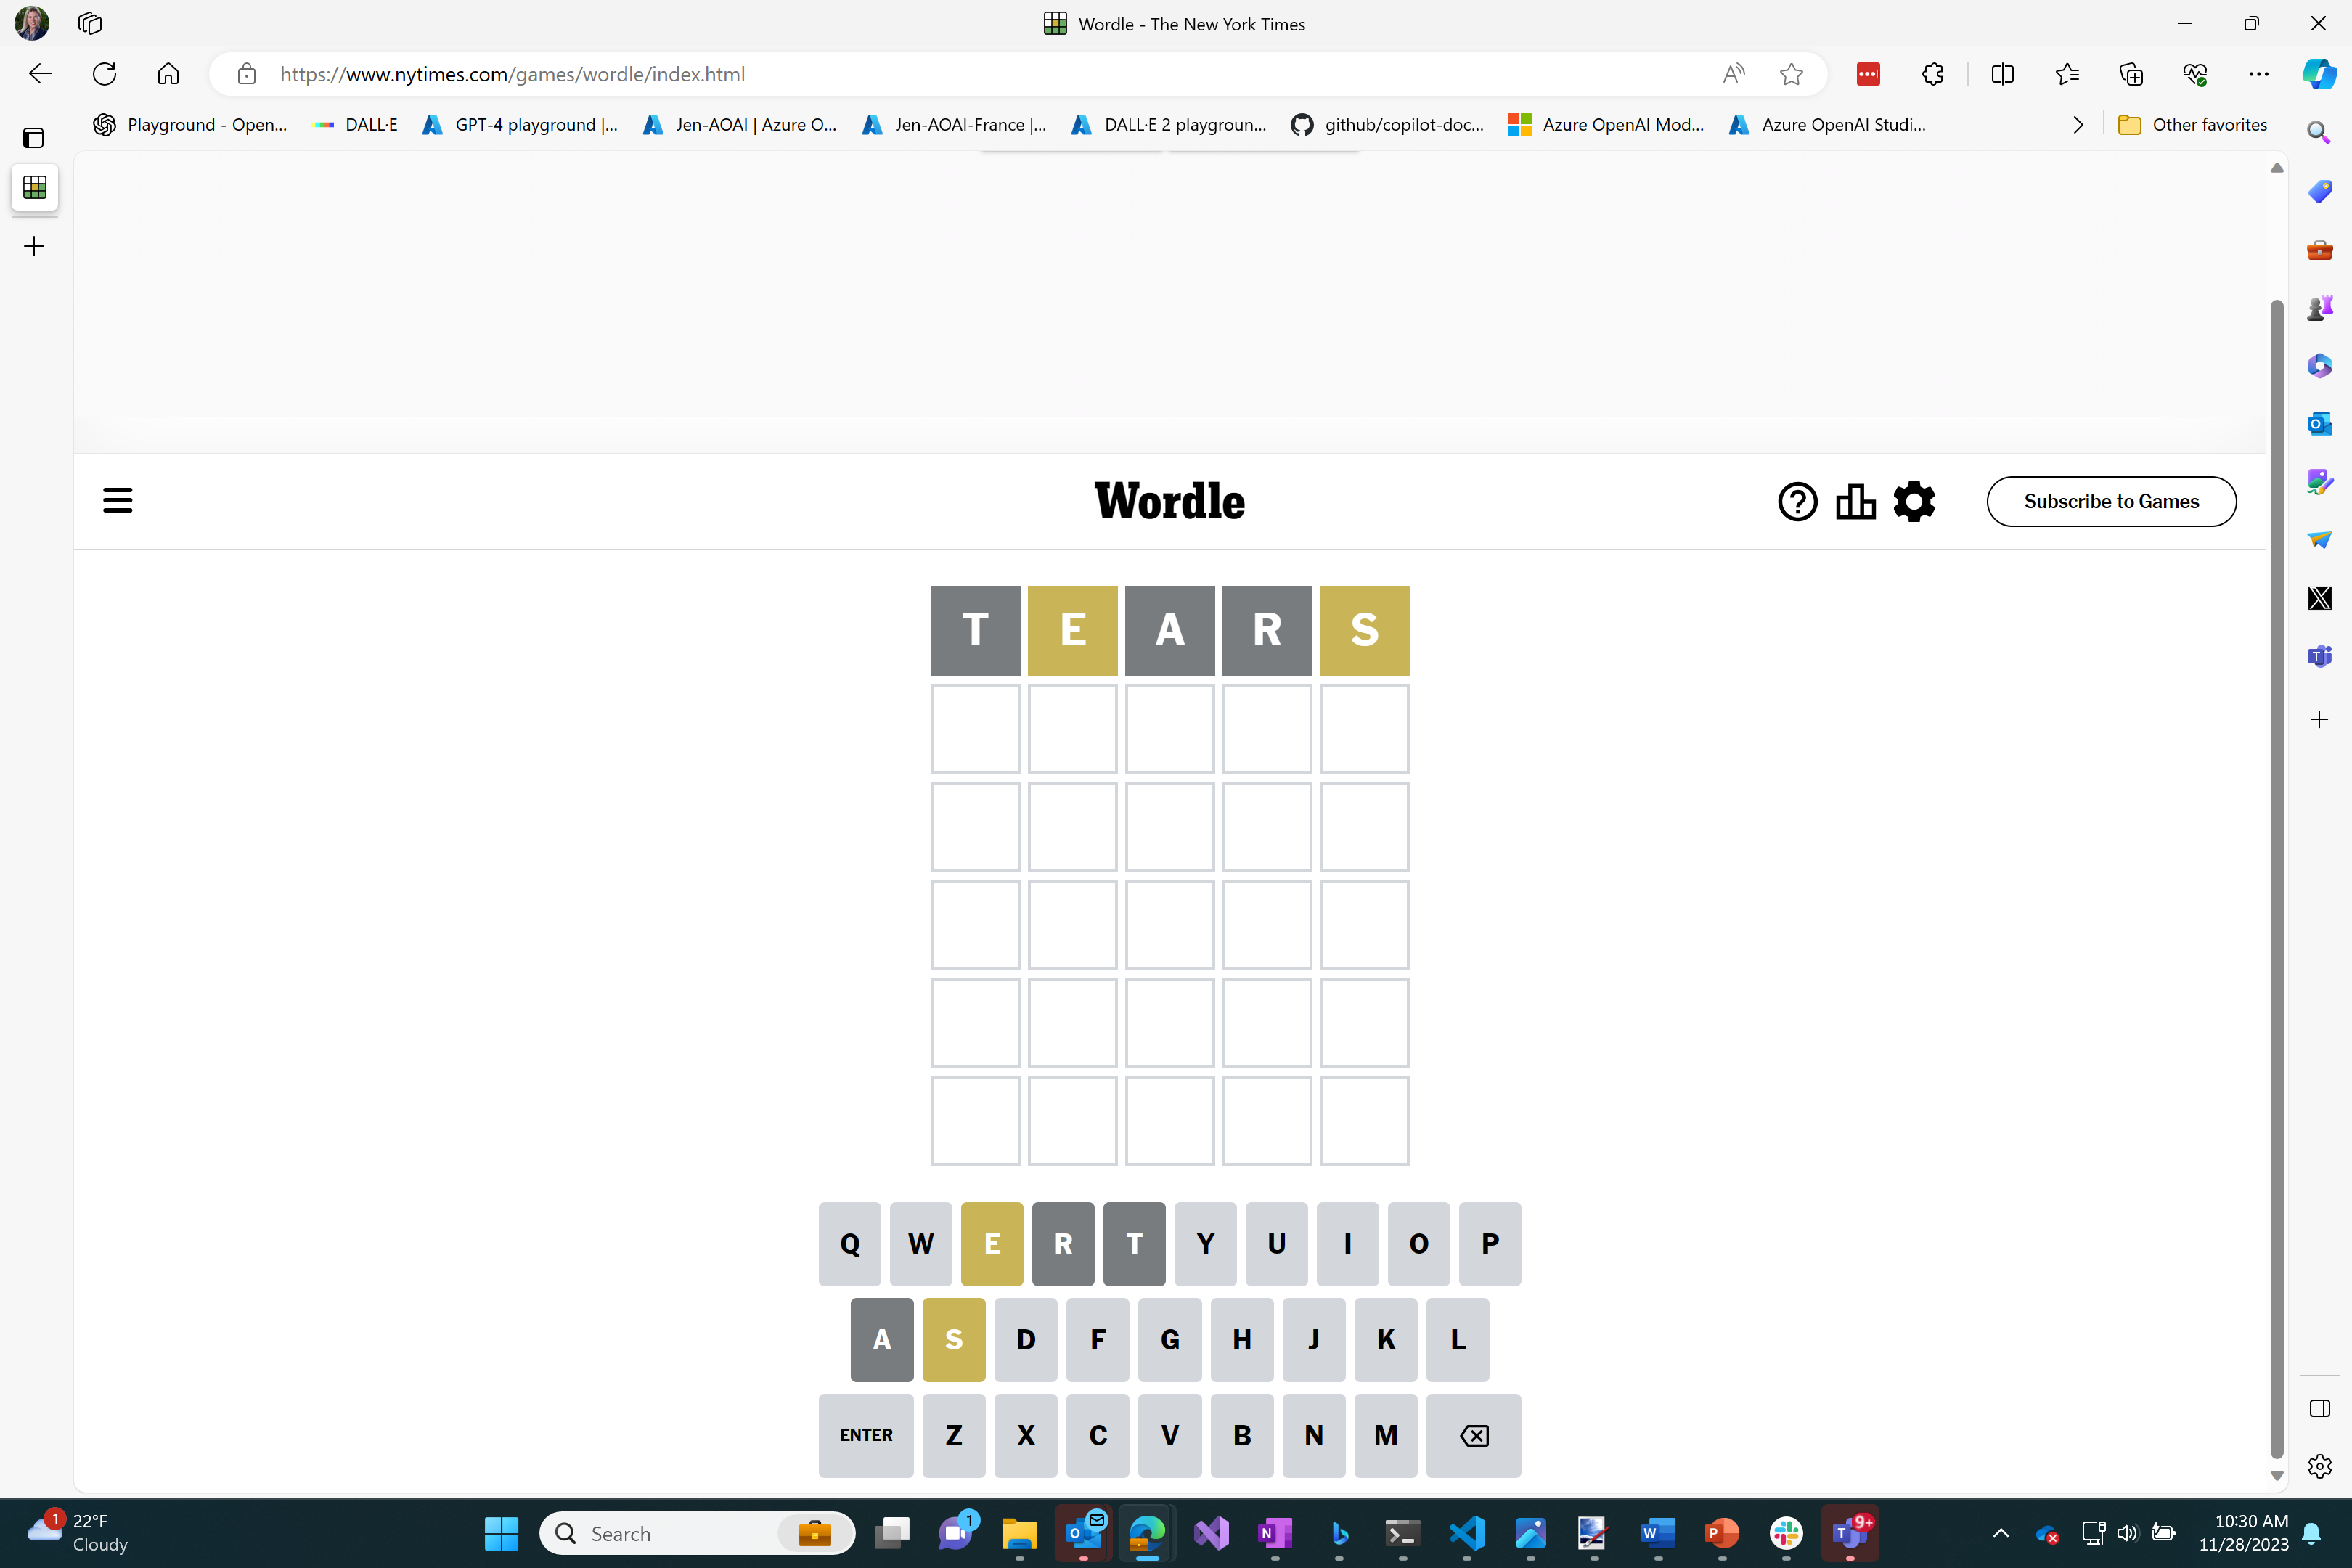 Wordle - The New York Times
https://www.nytimes.com/games/wordle/index.html
Playground - Open... DALL·E GPT-4 playground |... Jen-AOAI | Azure O... Jen-AOAI-France |... DALL·E 2 playgroun... github/copilot-doc... Azure OpenAI Mod... Azure OpenAI Studi... Other favorites
Wordle
Subscribe to Games
T E A R S
Q W E R T Y U I O P
A S D F G H J K L
ENTER Z X C V B N M
1 22°F
Cloudy
Search
1
9+
10:30 AM
11/28/2023